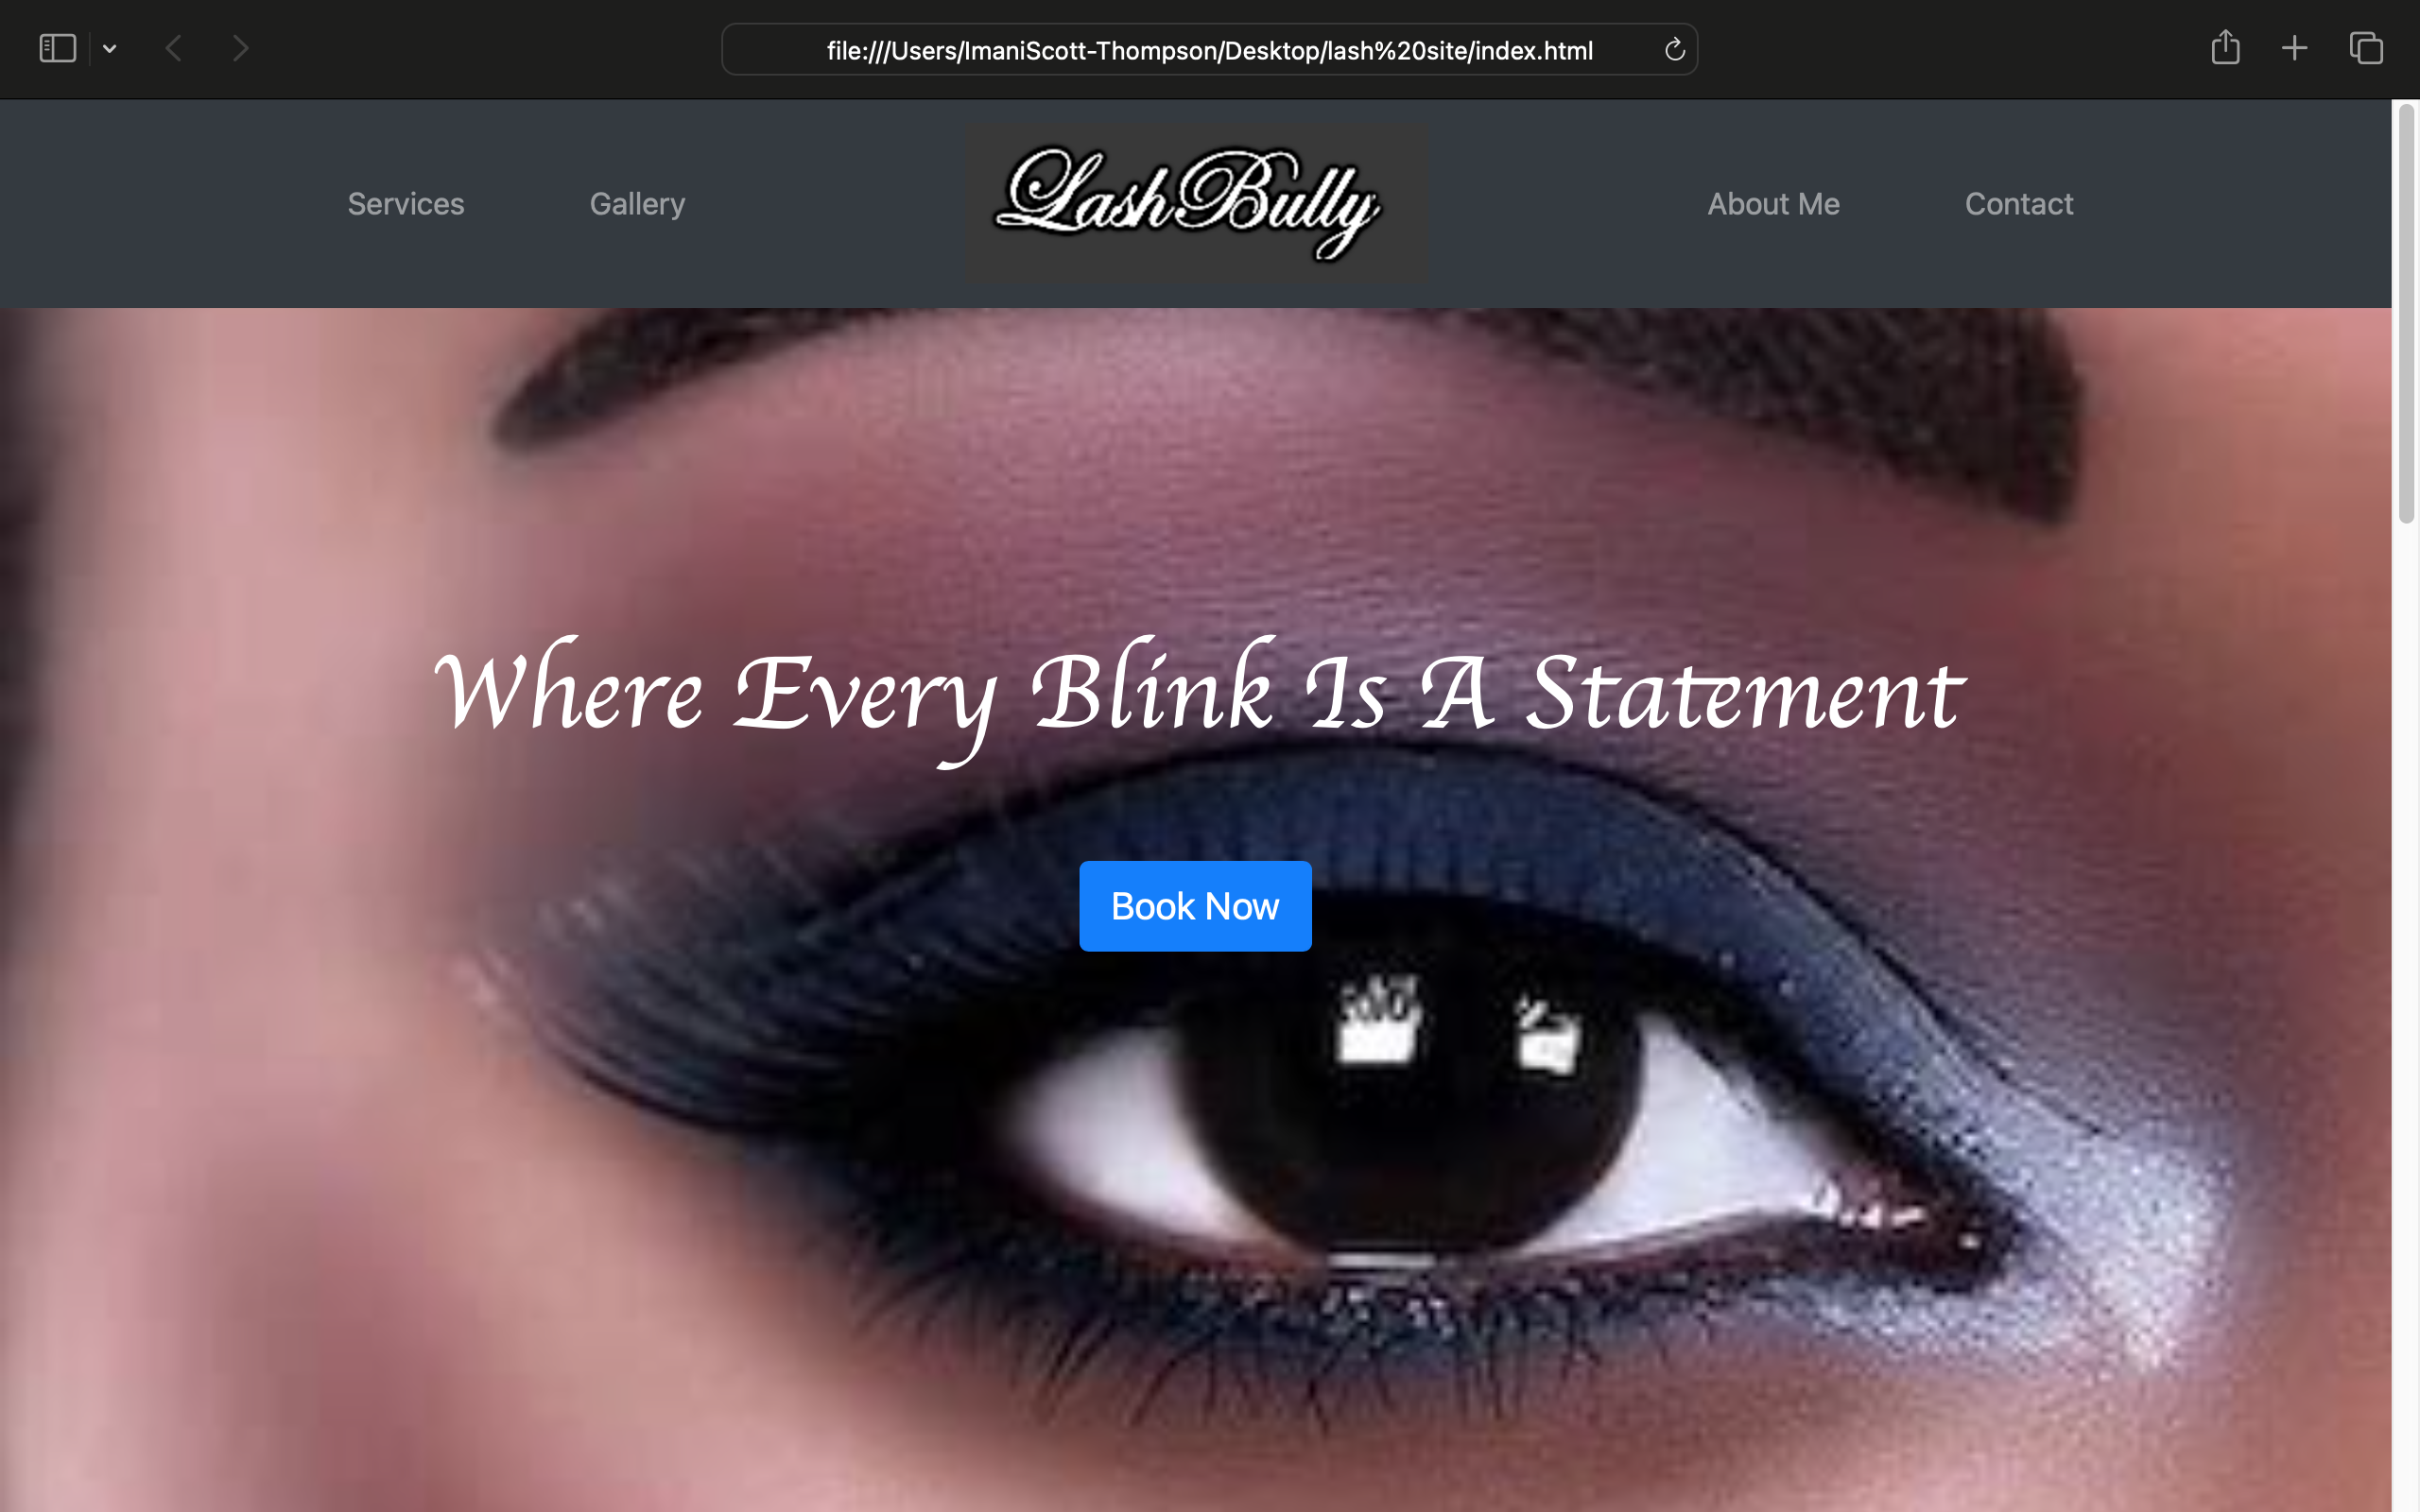 file:///Users/ImaniScott-Thompson/Desktop/lash%20site/index.html
Services Gallery LashBully About Me Contact
Where Every Blink Is A Statement
Book Now